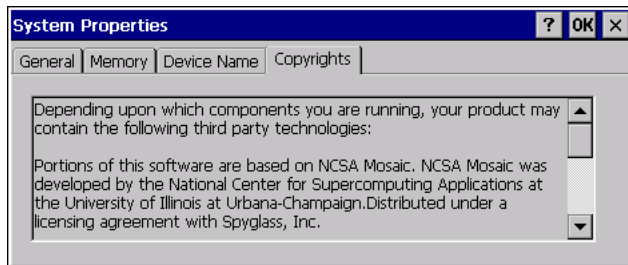 System Properties ? OK ×
General Memory Device Name Copyrights
Depending upon which components you are running, your product may
contain the following third party technologies:
Portions of this software are based on NCSA Mosaic. NCSA Mosaic was
developed by the National Center for Supercomputing Applications at
the University of Illinois at Urbana-Champaign.Distributed under a
licensing agreement with Spyglass, Inc.